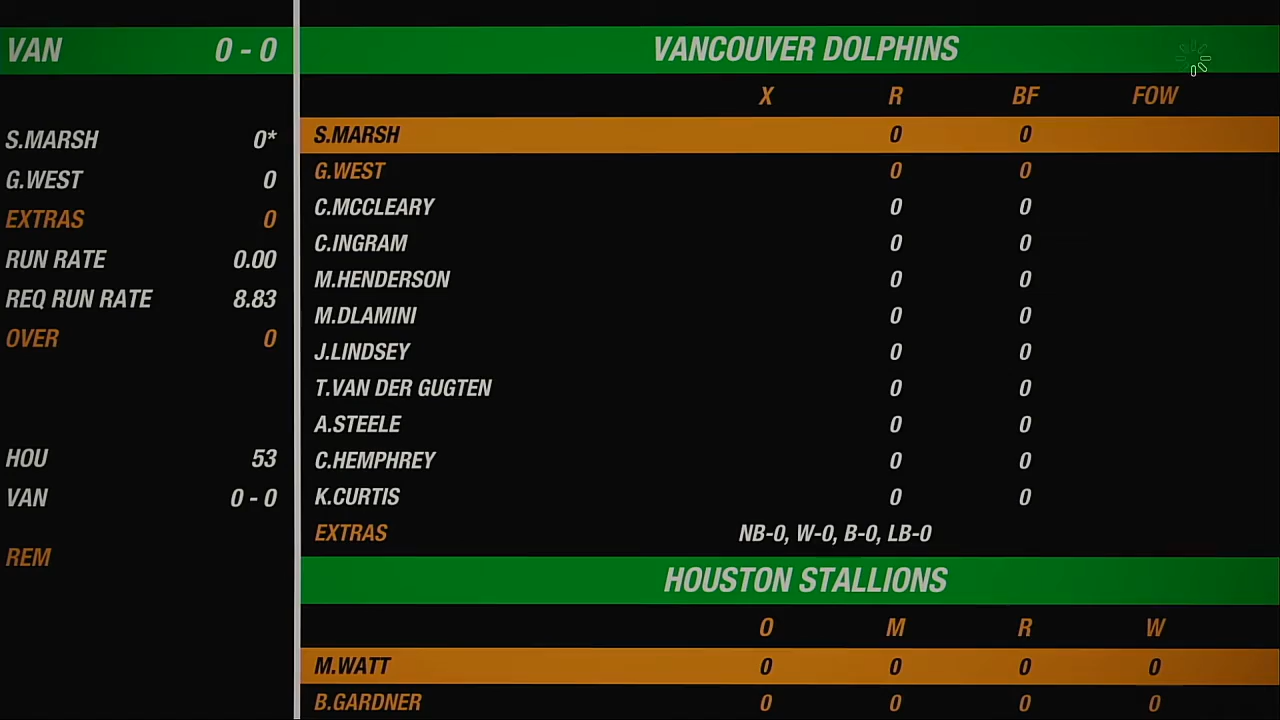 VAN 0 - 0
S.MARSH 0*
G.WEST 0
EXTRAS 0
RUN RATE 0.00
REQ RUN RATE 8.83
OVER 0
HOU 53
VAN 0 - 0
REM
VANCOUVER DOLPHINS
X R BF FOW
S.MARSH 0 0
G.WEST 0 0
C.MCCLEARY 0 0
C.INGRAM 0 0
M.HENDERSON 0 0
M.DLAMINI 0 0
J.LINDSEY 0 0
T.VAN DER GUGTEN 0 0
A.STEELE 0 0
C.HEMPHREY 0 0
K.CURTIS 0 0
EXTRAS NB-0, W-0, B-0, LB-0
HOUSTON STALLIONS
O M R W
M.WATT 0 0 0 0
B.GARDNER 0 0 0 0